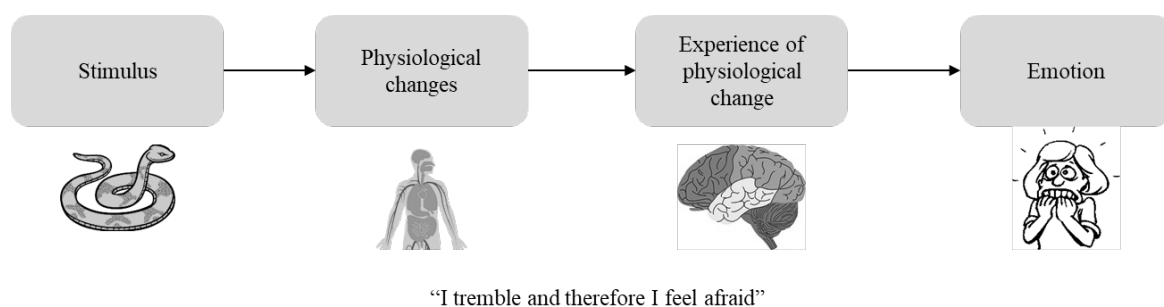 Stimulus
Physiological
changes
Experience of
physiological
change
Emotion
“I tremble and therefore I feel afraid”